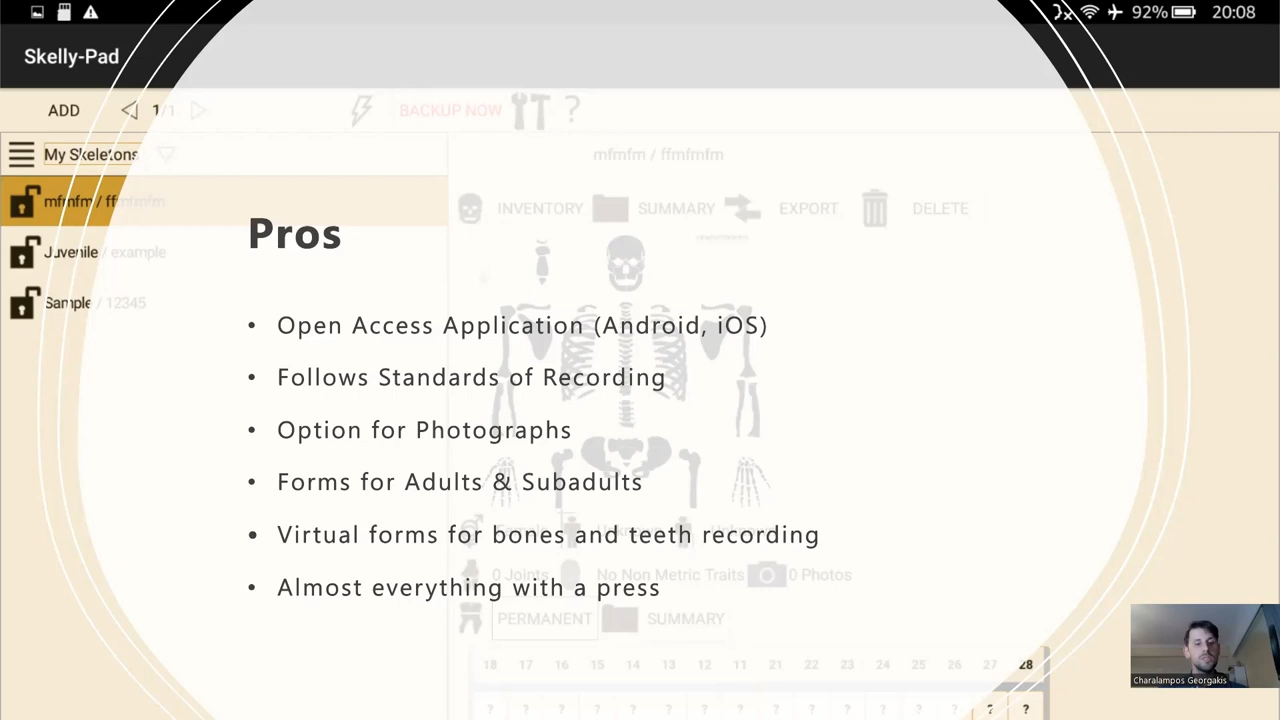 92% 20:08
Skelly-Pad
ADD 1/1 BACKUP NOW ?
My Skeletons mfmfm / ffmfmfm
mfmfm / ffmfmfm
INVENTORY SUMMARY EXPORT DELETE
Pros
Juvenile / example
Sample / 12345
• Open Access Application (Android, iOS)
• Follows Standards of Recording
• Option for Photographs
• Forms for Adults & Subadults
• Virtual forms for bones and teeth recording
Female Unknown Unknown
0 Joints No Non Metric Traits 0 Photos
• Almost everything with a press
PERMANENT SUMMARY
18 17 16 15 14 13 12 11 21 22 23 24 25 26 27 28
? ? ? ? ? ? ? ? ? ? ? ? ? ? ? ?
Charalampos Georgakis